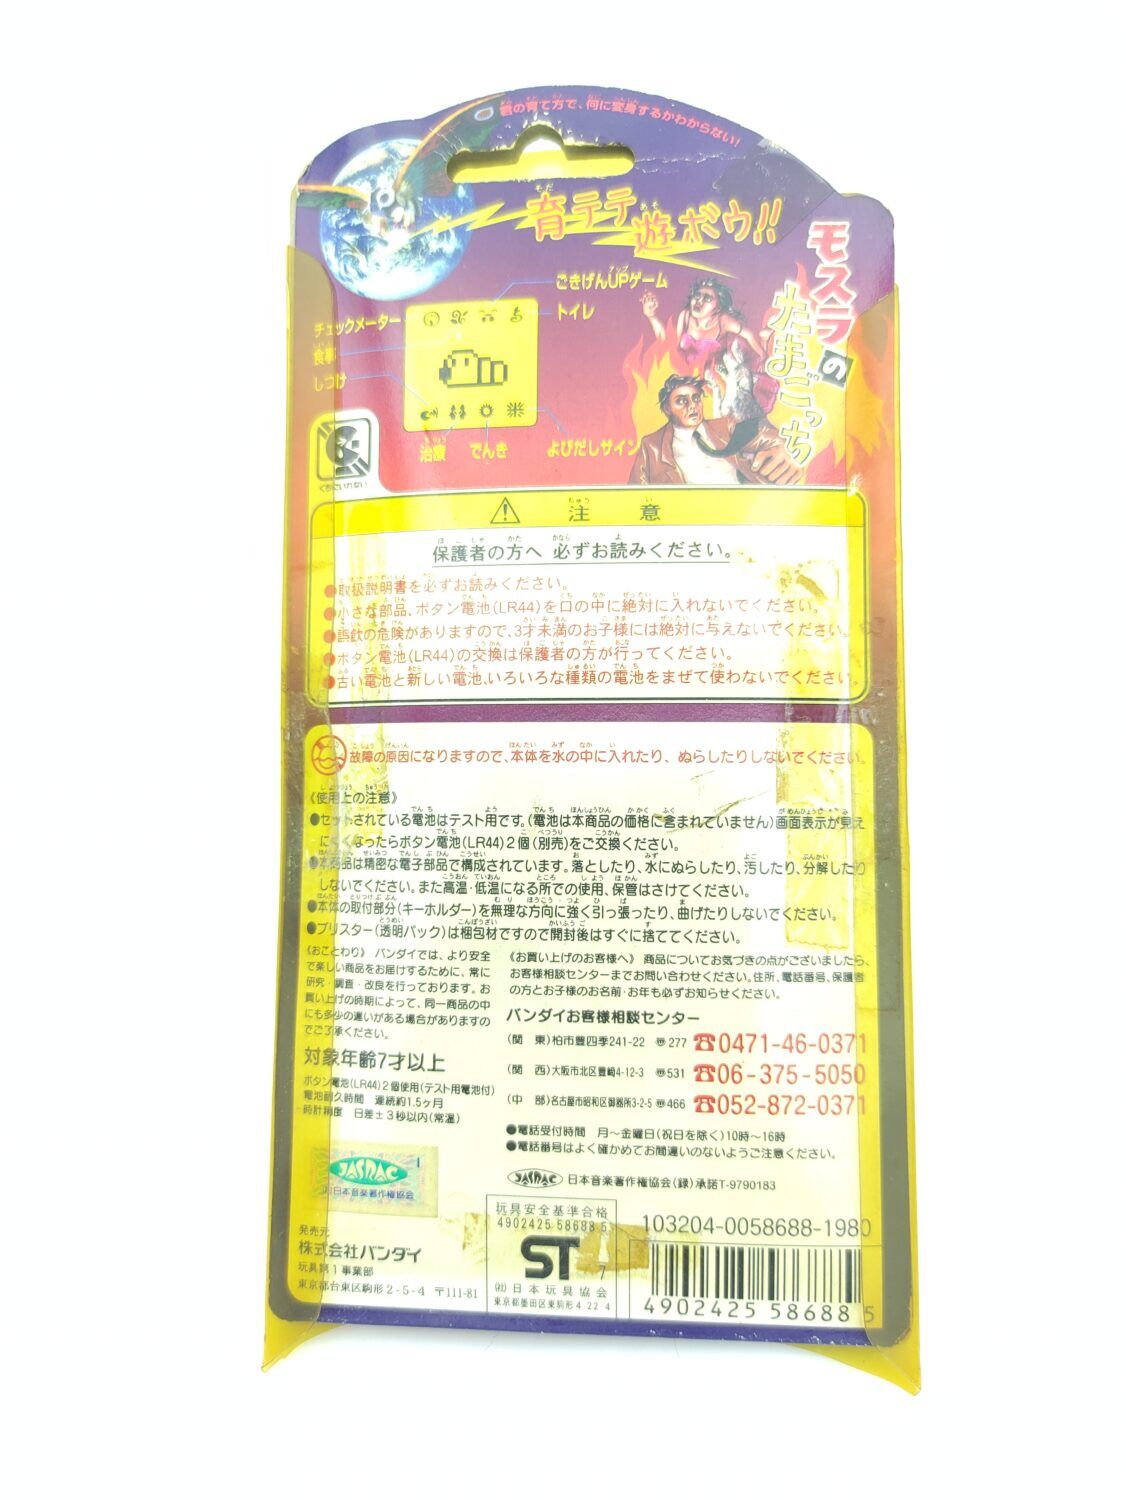 君の育て方で、何に変身するかわからない!
育テテ遊ボウ!!
モスラの
たまごっち
ごきげんUPゲーム
トイレ
チェックメーター
食事
しつけ
治療
でんき
よびだしサイン
くちにいれない
注意
保護者の方へ 必ずお読みください。
●取扱説明書を必ずお読みください。
●小さな部品、ボタン電池(LR44)を口の中に絶対に入れないでください。
●誤飲の危険がありますので、3才未満のお子様には絶対に与えないでください。
●ボタン電池(LR44)の交換は保護者の方が行ってください。
●古い電池と新しい電池、いろいろな種類の電池をまぜて使わないでください。
故障の原因になりますので、本体を水の中に入れたり、ぬらしたりしないでください。
《使用上の注意》
●セットされている電池はテスト用です。(電池は本商品の価格に含まれていません)画面表示が見え
にくくなったらボタン電池(LR44)2個(別売)をご交換ください。
●本商品は精密な電子部品で構成されています。落としたり、水にぬらしたり、汚したり、分解したり
しないでください。また高温・低温になる所での使用、保管はさけてください。
●本体の取付部分(キーホルダー)を無理な方向に強く引っ張ったり、曲げたりしないでください。
●ブリスター(透明パック)は梱包材ですので開封後はすぐに捨ててください。
《おことわり》 バンダイでは、より安全
で楽しい商品をお届けするために、常に
研究・調査・改良を行っております。お
買い上げの時期によって、同一商品の中
にも多少の違いがある場合がありますの
でご了承ください。
対象年齢7才以上
ボタン電池(LR44)2個使用(テスト用電池付)
電池耐久時間 連続約1.5ヶ月
時計精度 日差±3秒以内(常温)
《お買い上げのお客様へ》 商品についてお気づきの点がございましたら、
お客様相談センターまでお問い合わせください。住所、電話番号、保護者
の方とお子様のお名前・お年も必ずお知らせください。
バンダイお客様相談センター
(関 東)柏市豊四季241-22 〒277 ☎0471-46-0371
(関 西)大阪市北区豊崎4-12-3 〒531 ☎06-375-5050
(中 部)名古屋市昭和区御器所3-2-5 〒466 ☎052-872-0371
●電話受付時間 月～金曜日(祝日を除く)10時～16時
●電話番号はよく確かめてお間違いのないようご注意ください。
JASRAC 日本音楽著作権協会(録)承諾T-9790183
JASRAC
日本音楽著作権協会
発売元
株式会社バンダイ
玩具第1事業部
東京都台東区駒形2-5-4 〒111-81
玩具安全基準合格
4902425 58688 5
ST
7
(社)日本玩具協会
東京都墨田区東駒形4-22-4
103204-0058688-1980
4902425 58688 5